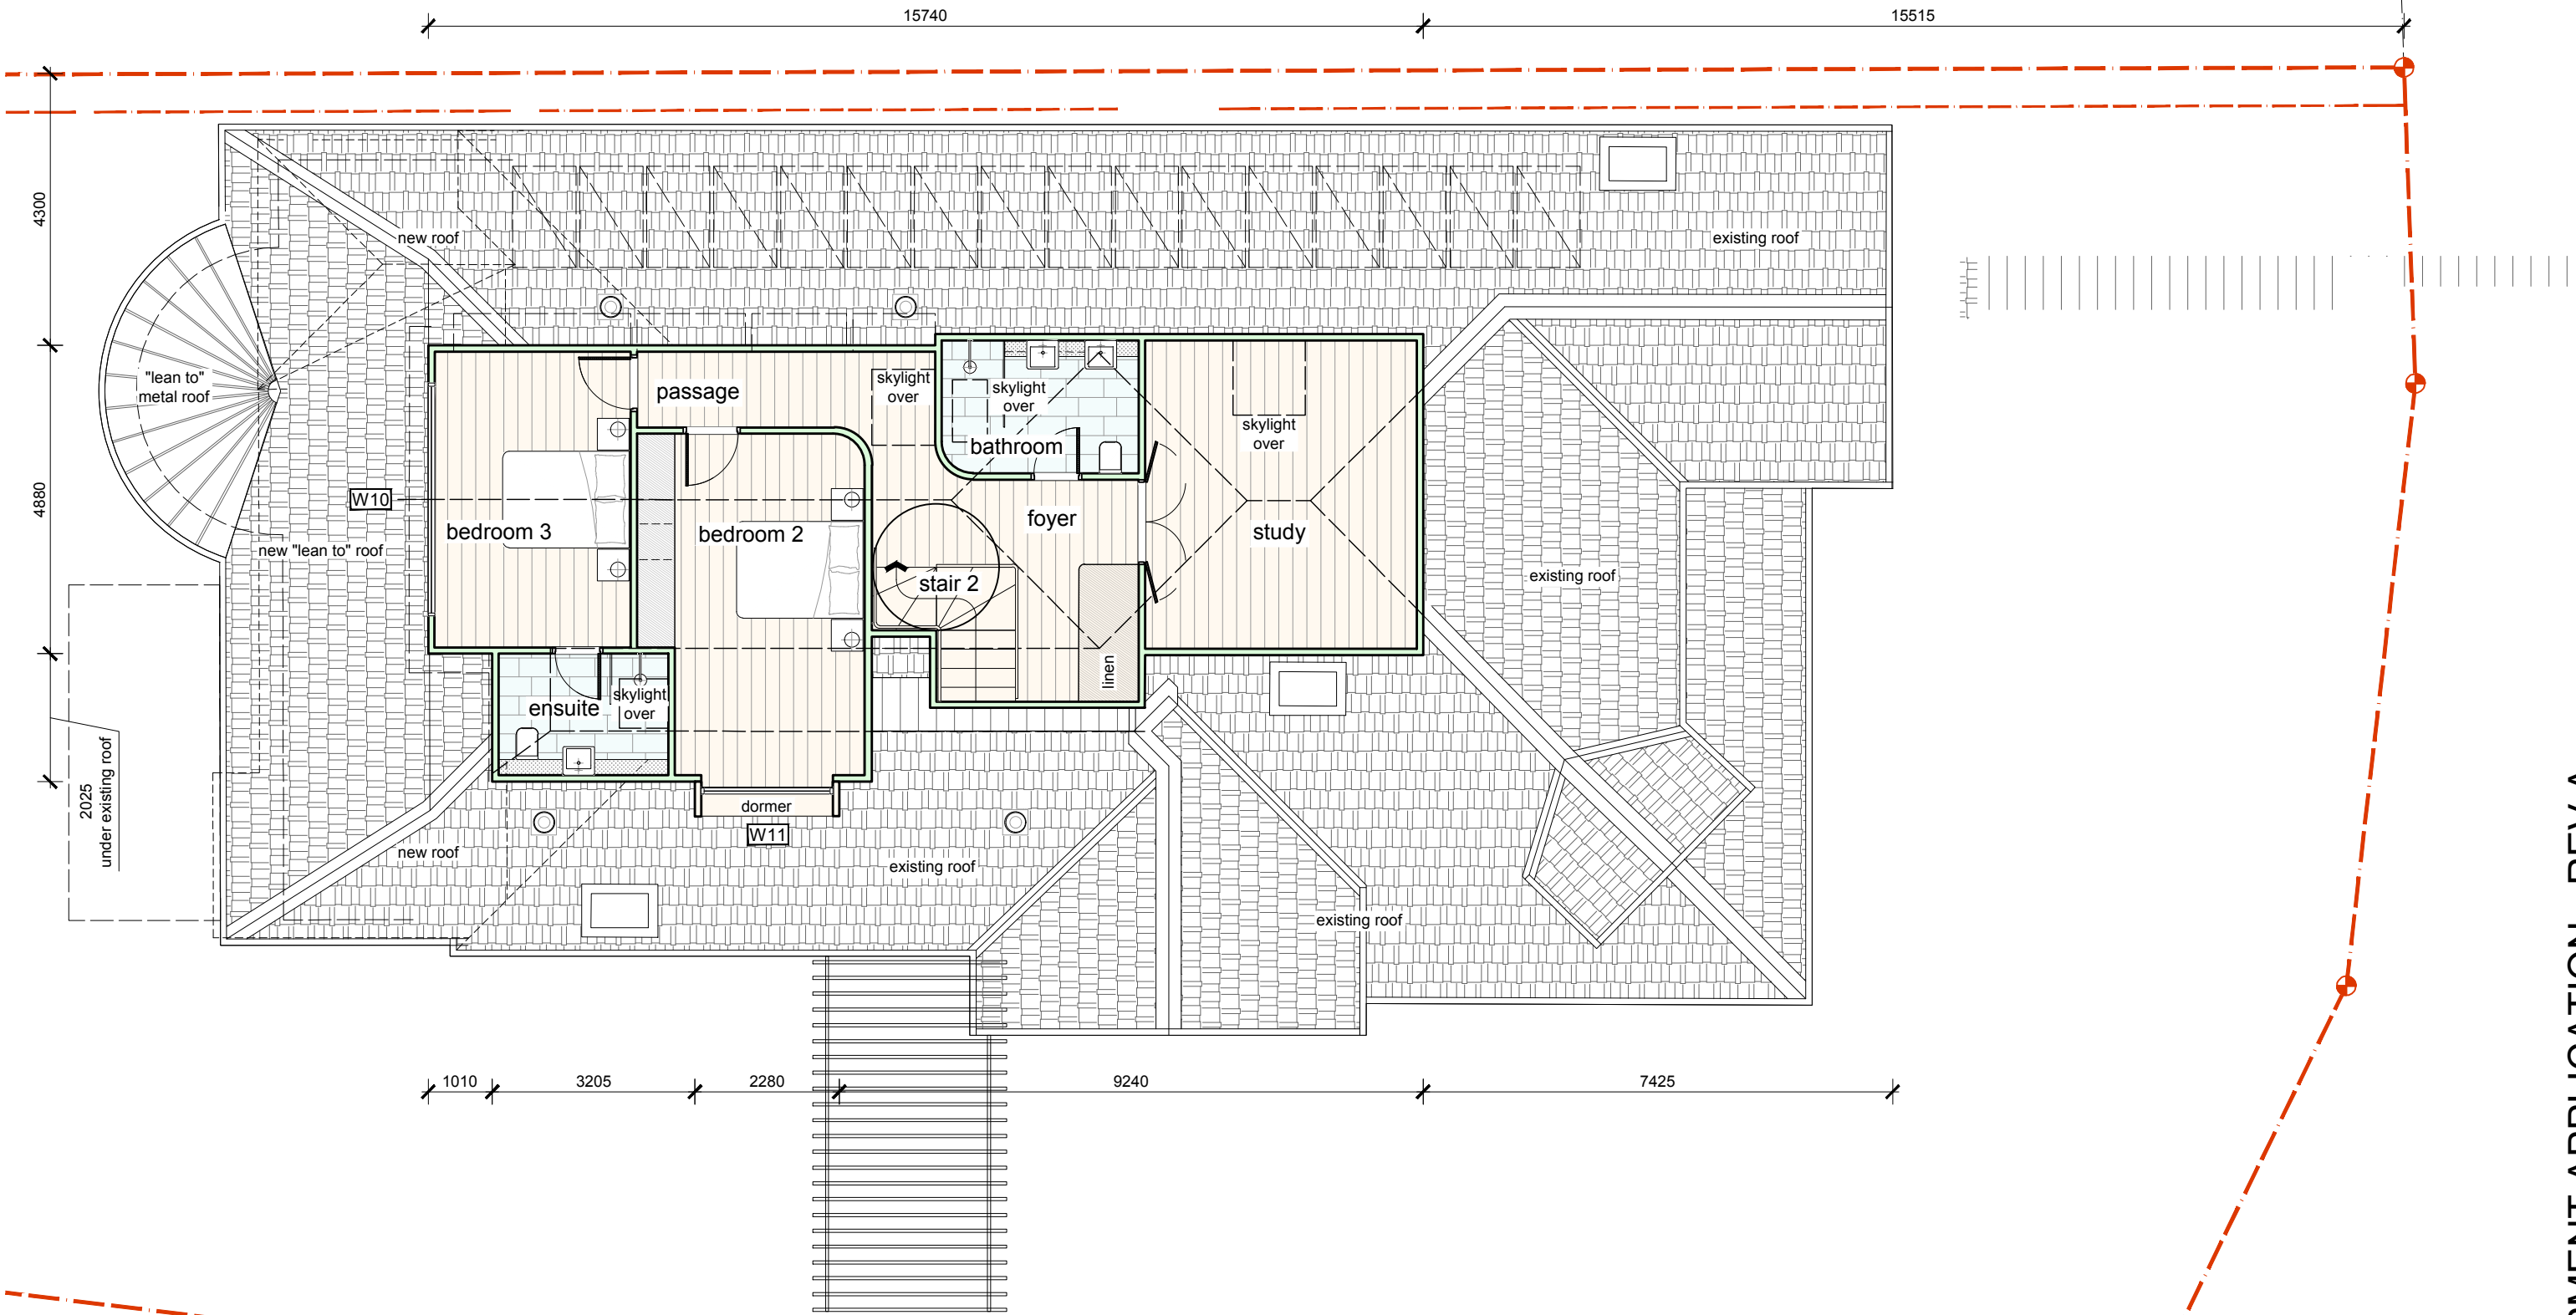 15740
15515
4300
new roof
existing roof
"lean to"
metal roof
passage
skylight
over
skylight
over
bathroom
skylight
over
W10
4880
bedroom 3
bedroom 2
foyer
study
new "lean to" roof
stair 2
existing roof
linen
ensuite
skylight
over
2025
under existing roof
dormer
W11
new roof
existing roof
existing roof
1010
3205
2280
9240
7425